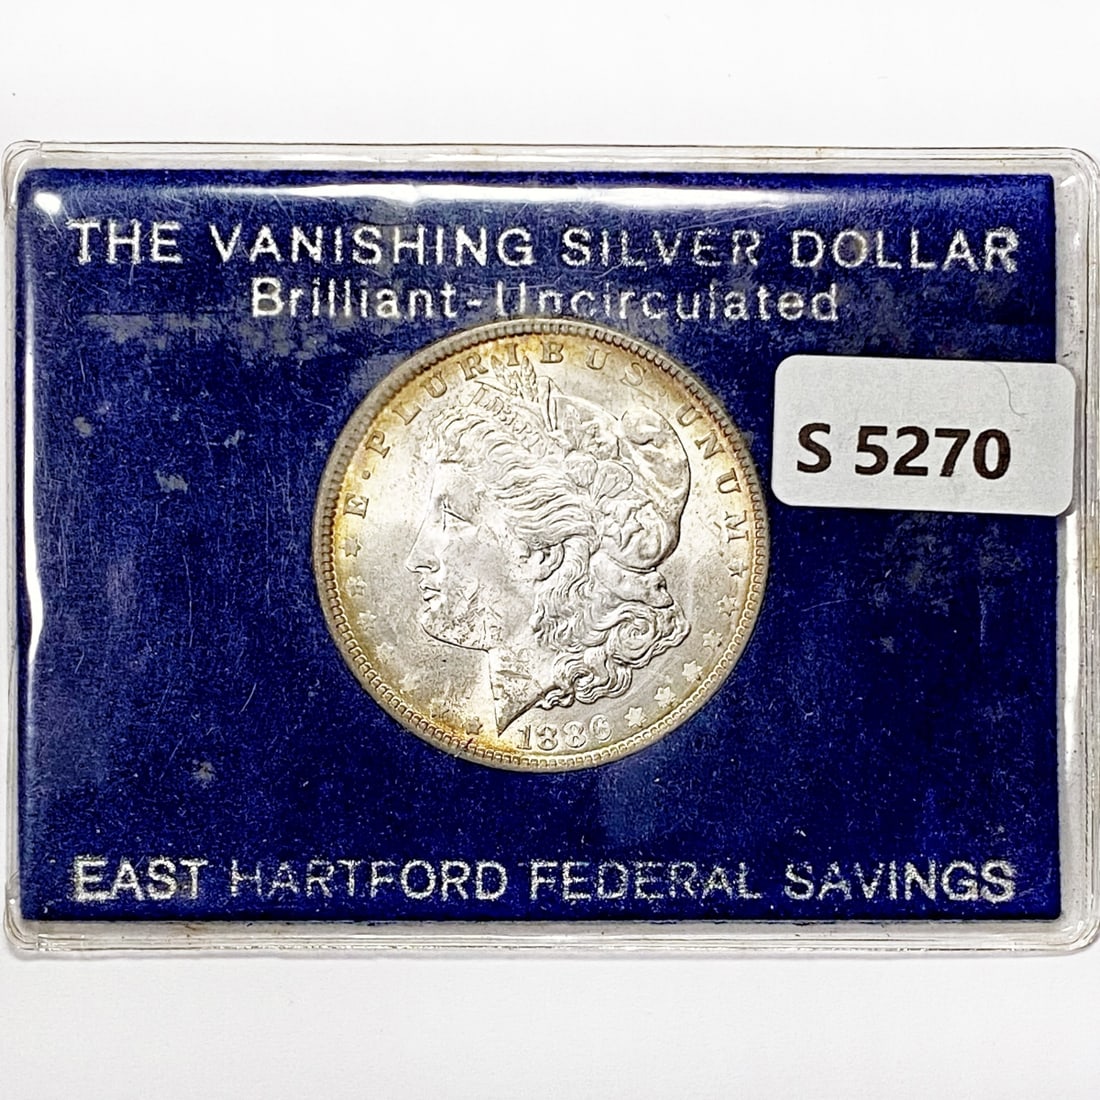 THE VANISHING SILVER DOLLAR
Brilliant-Uncirculated
E · PLURIBUS UNUM
LIBERTY
S 5270
1886
EAST HARTFORD FEDERAL SAVINGS